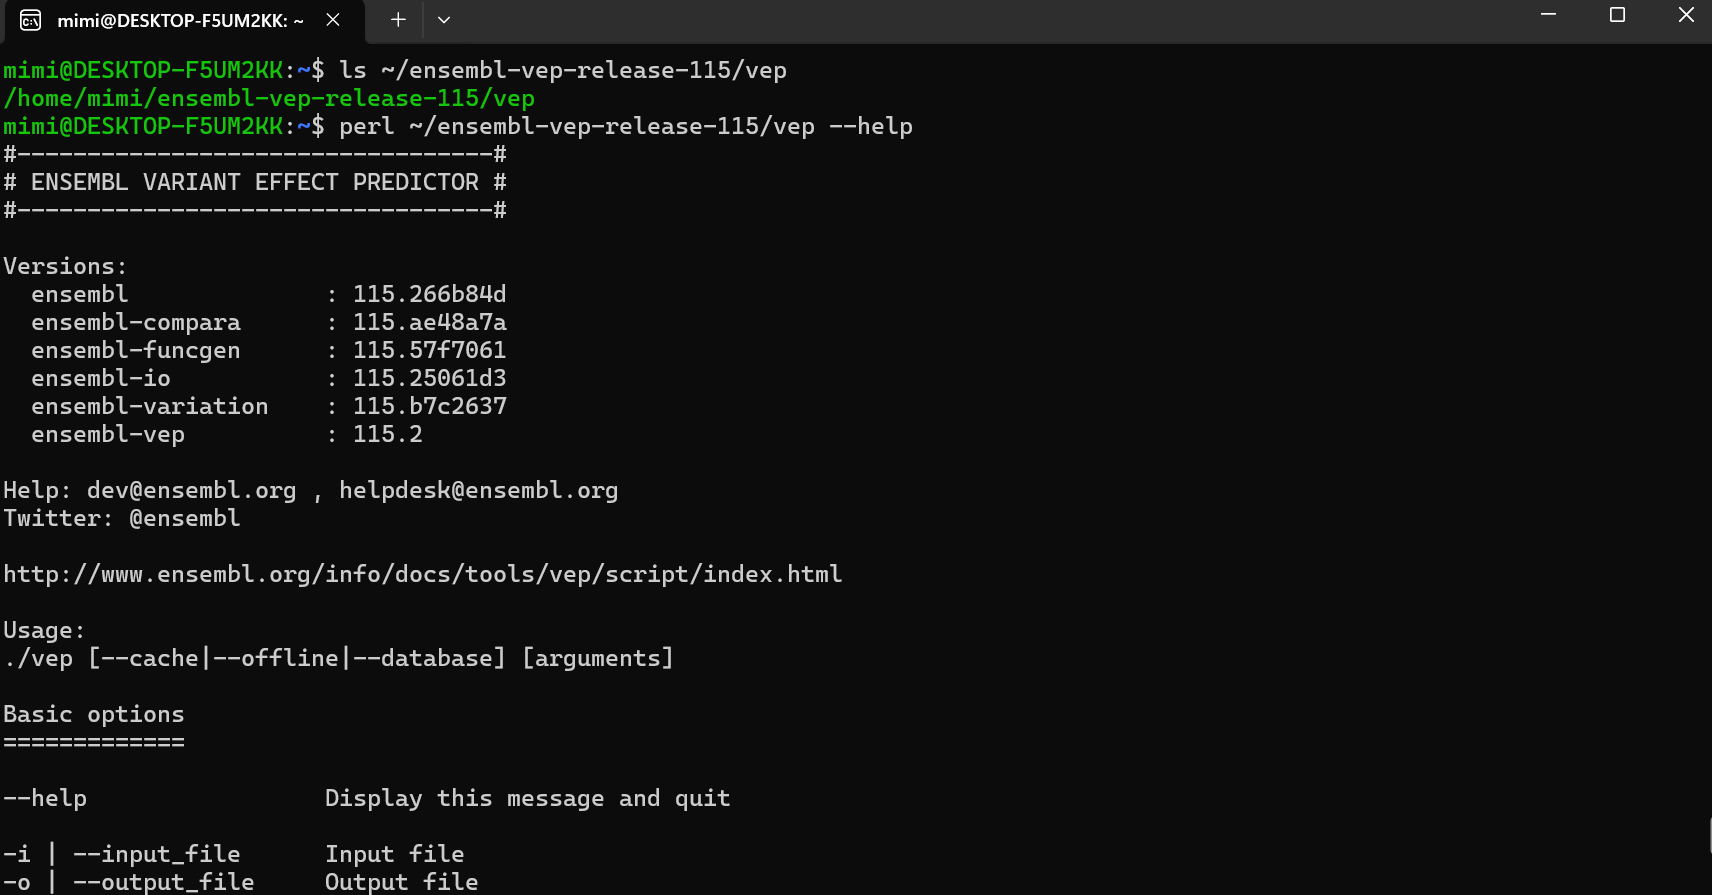 mimi@DESKTOP-F5UM2KK: ~
mimi@DESKTOP-F5UM2KK:~$ ls ~/ensembl-vep-release-115/vep
/home/mimi/ensembl-vep-release-115/vep
mimi@DESKTOP-F5UM2KK:~$ perl ~/ensembl-vep-release-115/vep --help
#----------------------------------#
# ENSEMBL VARIANT EFFECT PREDICTOR #
#----------------------------------#
Versions:
  ensembl              : 115.266b84d
  ensembl-compara      : 115.ae48a7a
  ensembl-funcgen      : 115.57f7061
  ensembl-io           : 115.25061d3
  ensembl-variation    : 115.b7c2637
  ensembl-vep          : 115.2
Help: dev@ensembl.org , helpdesk@ensembl.org
Twitter: @ensembl
http://www.ensembl.org/info/docs/tools/vep/script/index.html
Usage:
./vep [--cache|--offline|--database] [arguments]
Basic options
=============
--help                 Display this message and quit
-i | --input_file      Input file
-o | --output_file     Output file